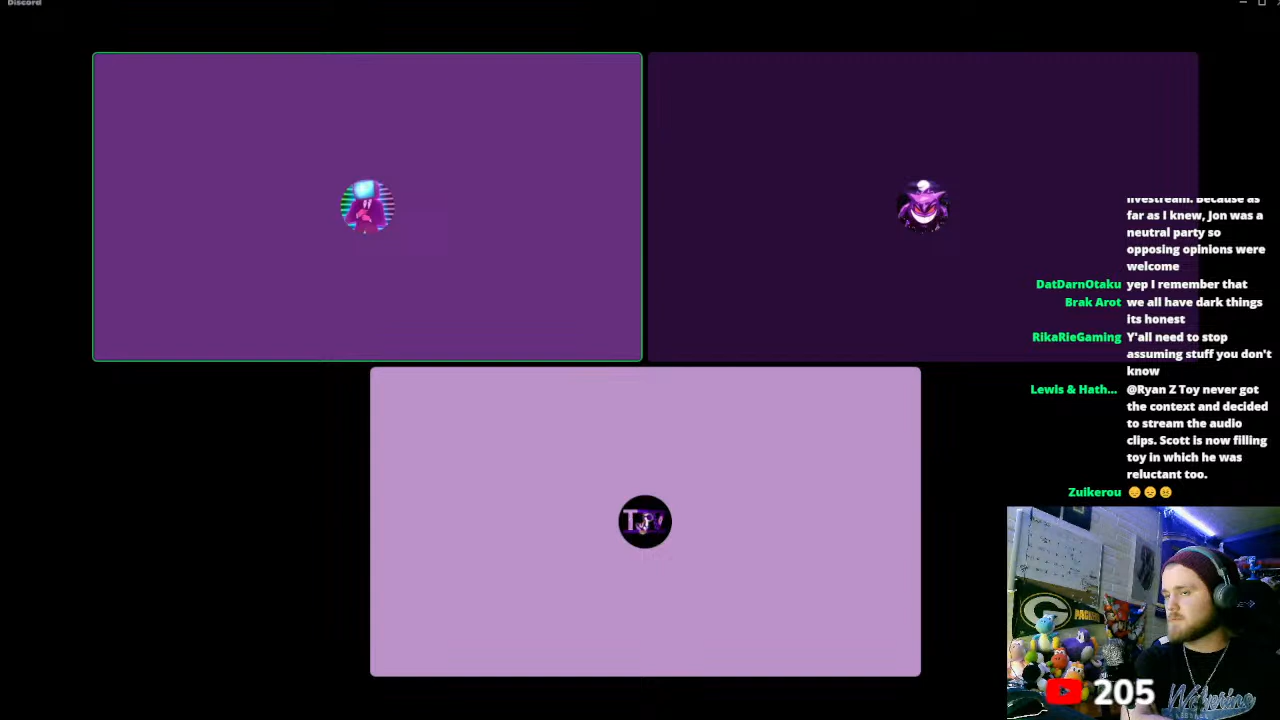 Discord
livestream. Because as
far as I knew, Jon was a
neutral party so
opposing opinions were
welcome
DatDarnOtaku yep I remember that
Brak Arot we all have dark things
its honest
RikaRieGaming Y'all need to stop
assuming stuff you don't
know
Lewis & Hath... @Ryan Z Toy never got
the context and decided
to stream the audio
clips. Scott is now filling
toy in which he was
reluctant too.
Zuikerou
PACKERS
205
Wolverine